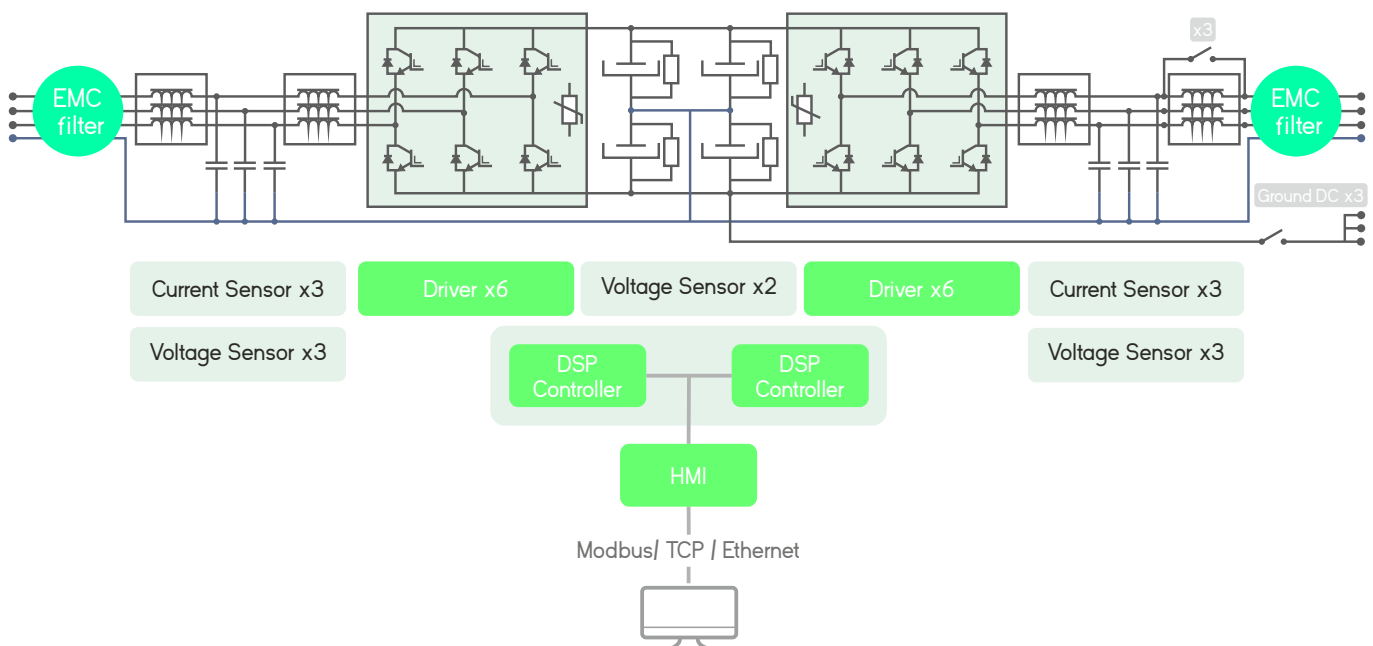 x3
EMC
filter
EMC
filter
Ground DC x3
Current Sensor x3
Driver x6
Voltage Sensor x2
Driver x6
Current Sensor x3
Voltage Sensor x3
Voltage Sensor x3
DSP
Controller
DSP
Controller
HMI
Modbus/ TCP / Ethernet